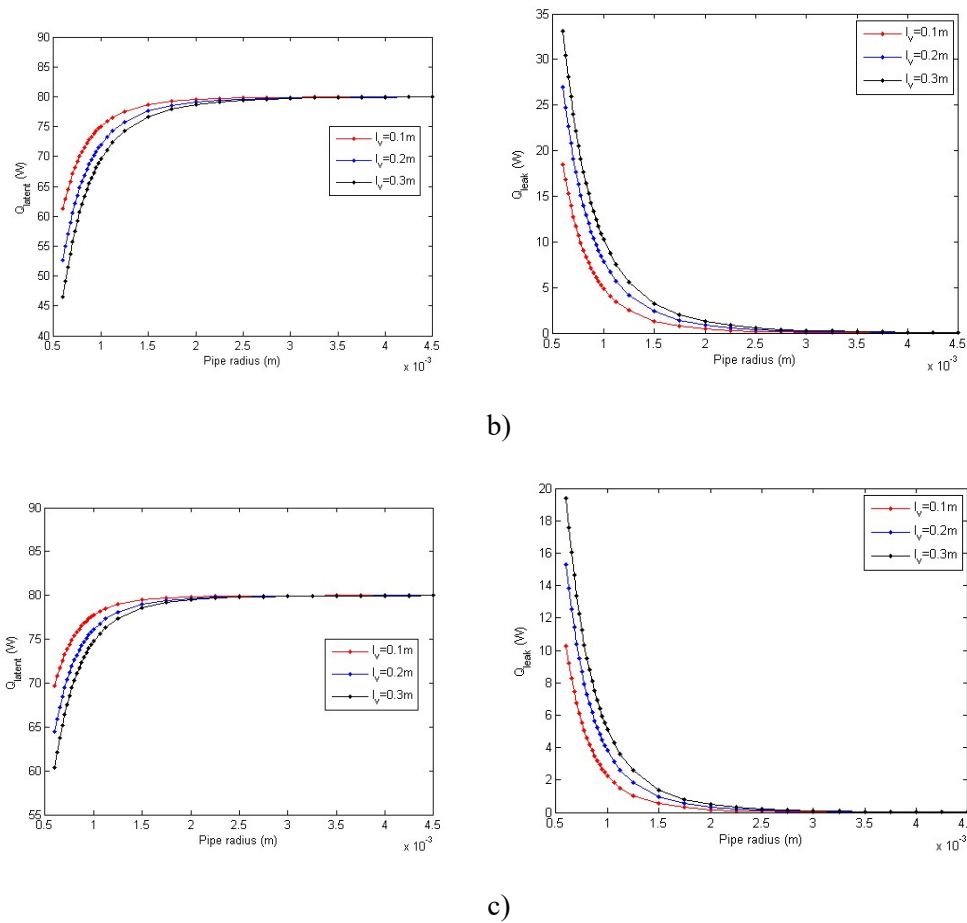 90
85
80
75
70
65
60
55
50
45
40
Q_latent (W)
0.5 1 1.5 2 2.5 3 3.5 4 4.5
Pipe radius (m)
x 10^-3
l_v=0.1m
l_v=0.2m
l_v=0.3m
35
30
25
20
15
10
5
0
Q_leak (W)
0.5 1 1.5 2 2.5 3 3.5 4 4.5
Pipe radius (m)
x 10^-3
l_v=0.1m
l_v=0.2m
l_v=0.3m
b)
90
85
80
75
70
65
60
55
Q_latent (W)
0.5 1 1.5 2 2.5 3 3.5 4 4.5
Pipe radius (m)
x 10^-3
l_v=0.1m
l_v=0.2m
l_v=0.3m
20
18
16
14
12
10
8
6
4
2
0
Q_leak (W)
0.5 1 1.5 2 2.5 3 3.5 4
Pipe radius (m)
x 10^-3
l_v=0.1m
l_v=0.2m
l_v=0.3m
c)